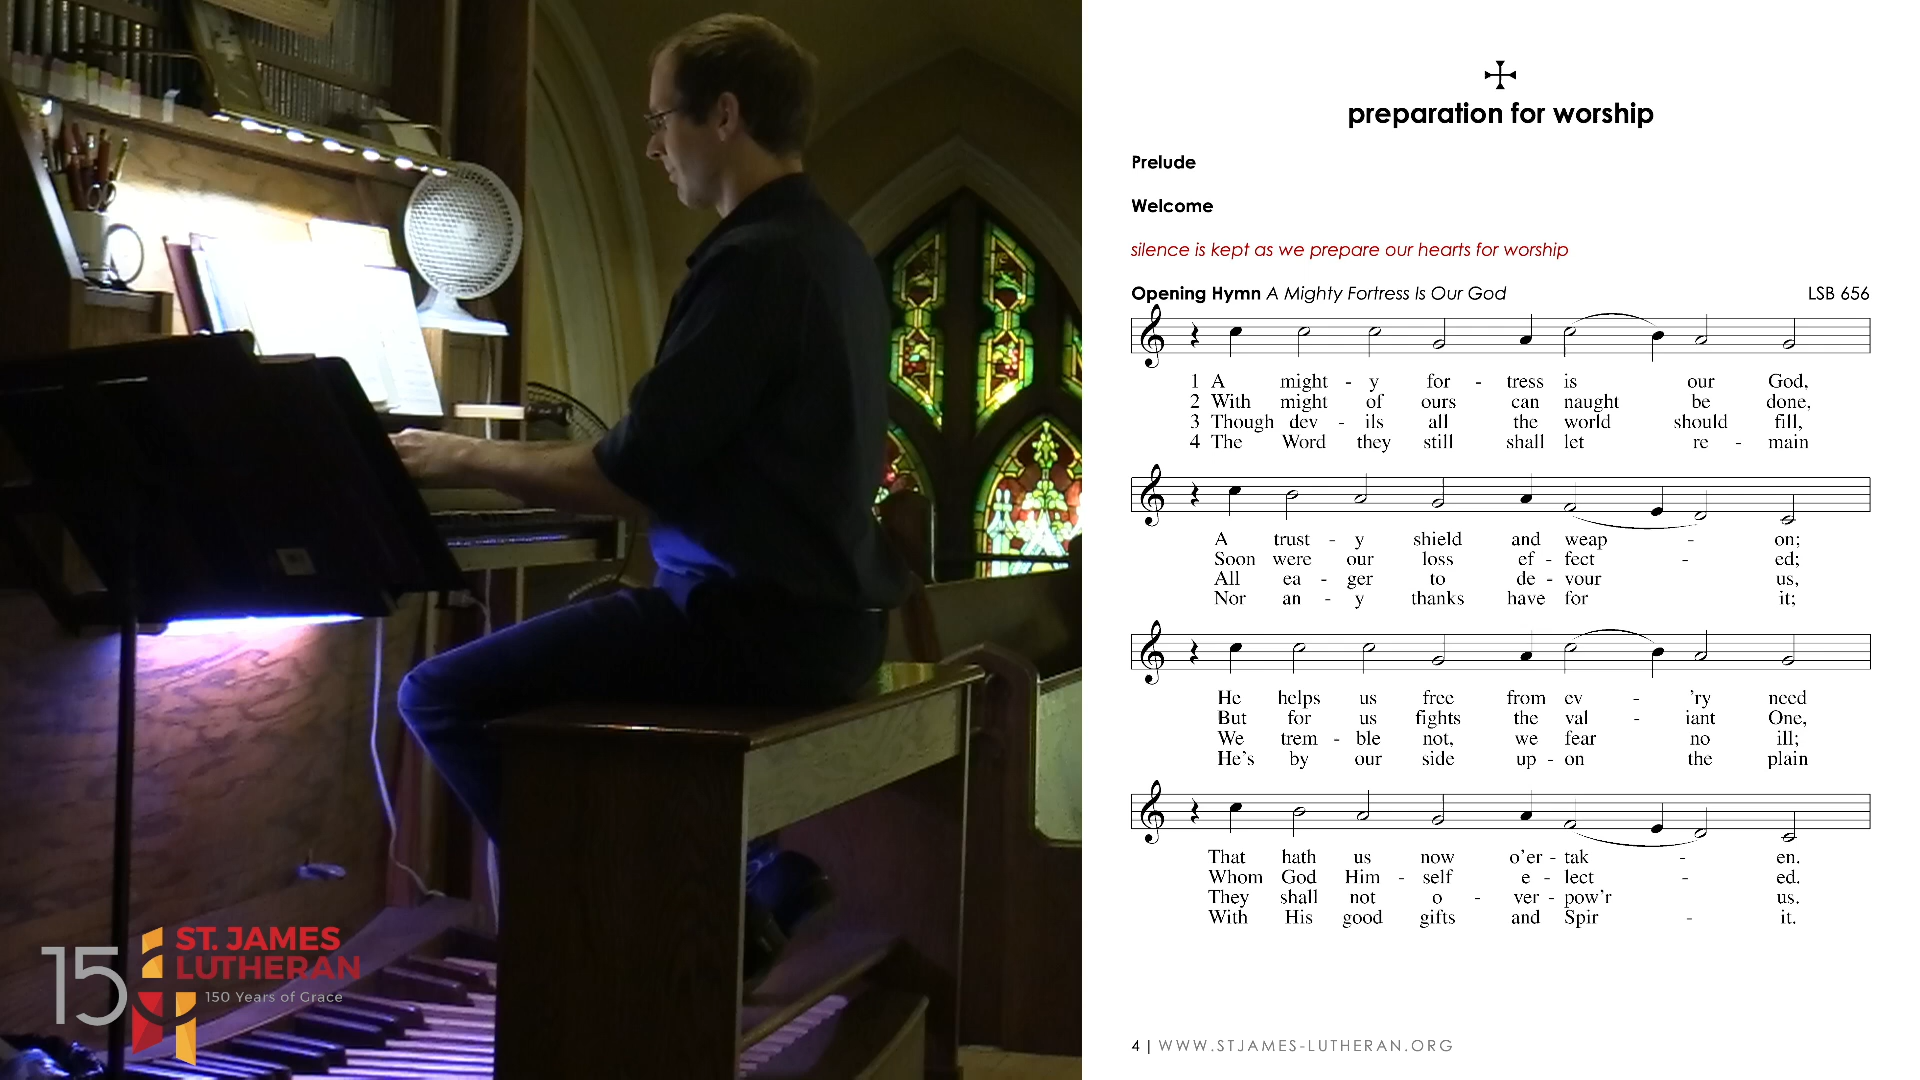 preparation for worship
Prelude
Welcome
silence is kept as we prepare our hearts for worship
Opening Hymn A Mighty Fortress Is Our God LSB 656
1 A might - y for - tress is our God,
2 With might of ours can naught be done,
3 Though dev - ils all the world should fill,
4 The Word they still shall let re - main
A trust - y shield and weap - on;
Soon were our loss ef - fect - ed;
All ea - ger to de - vour us,
Nor an - y thanks have for it;
He helps us free from ev - 'ry need
But for us fights the val - iant One,
We trem - ble not, we fear no ill;
He's by our side up - on the plain
That hath us now o'er - tak - en.
Whom God Him - self e - lect - ed.
They shall not o - ver - pow'r us.
With His good gifts and Spir - it.
4 | WWW.STJAMES-LUTHERAN.ORG
150
ST. JAMES
LUTHERAN
150 Years of Grace